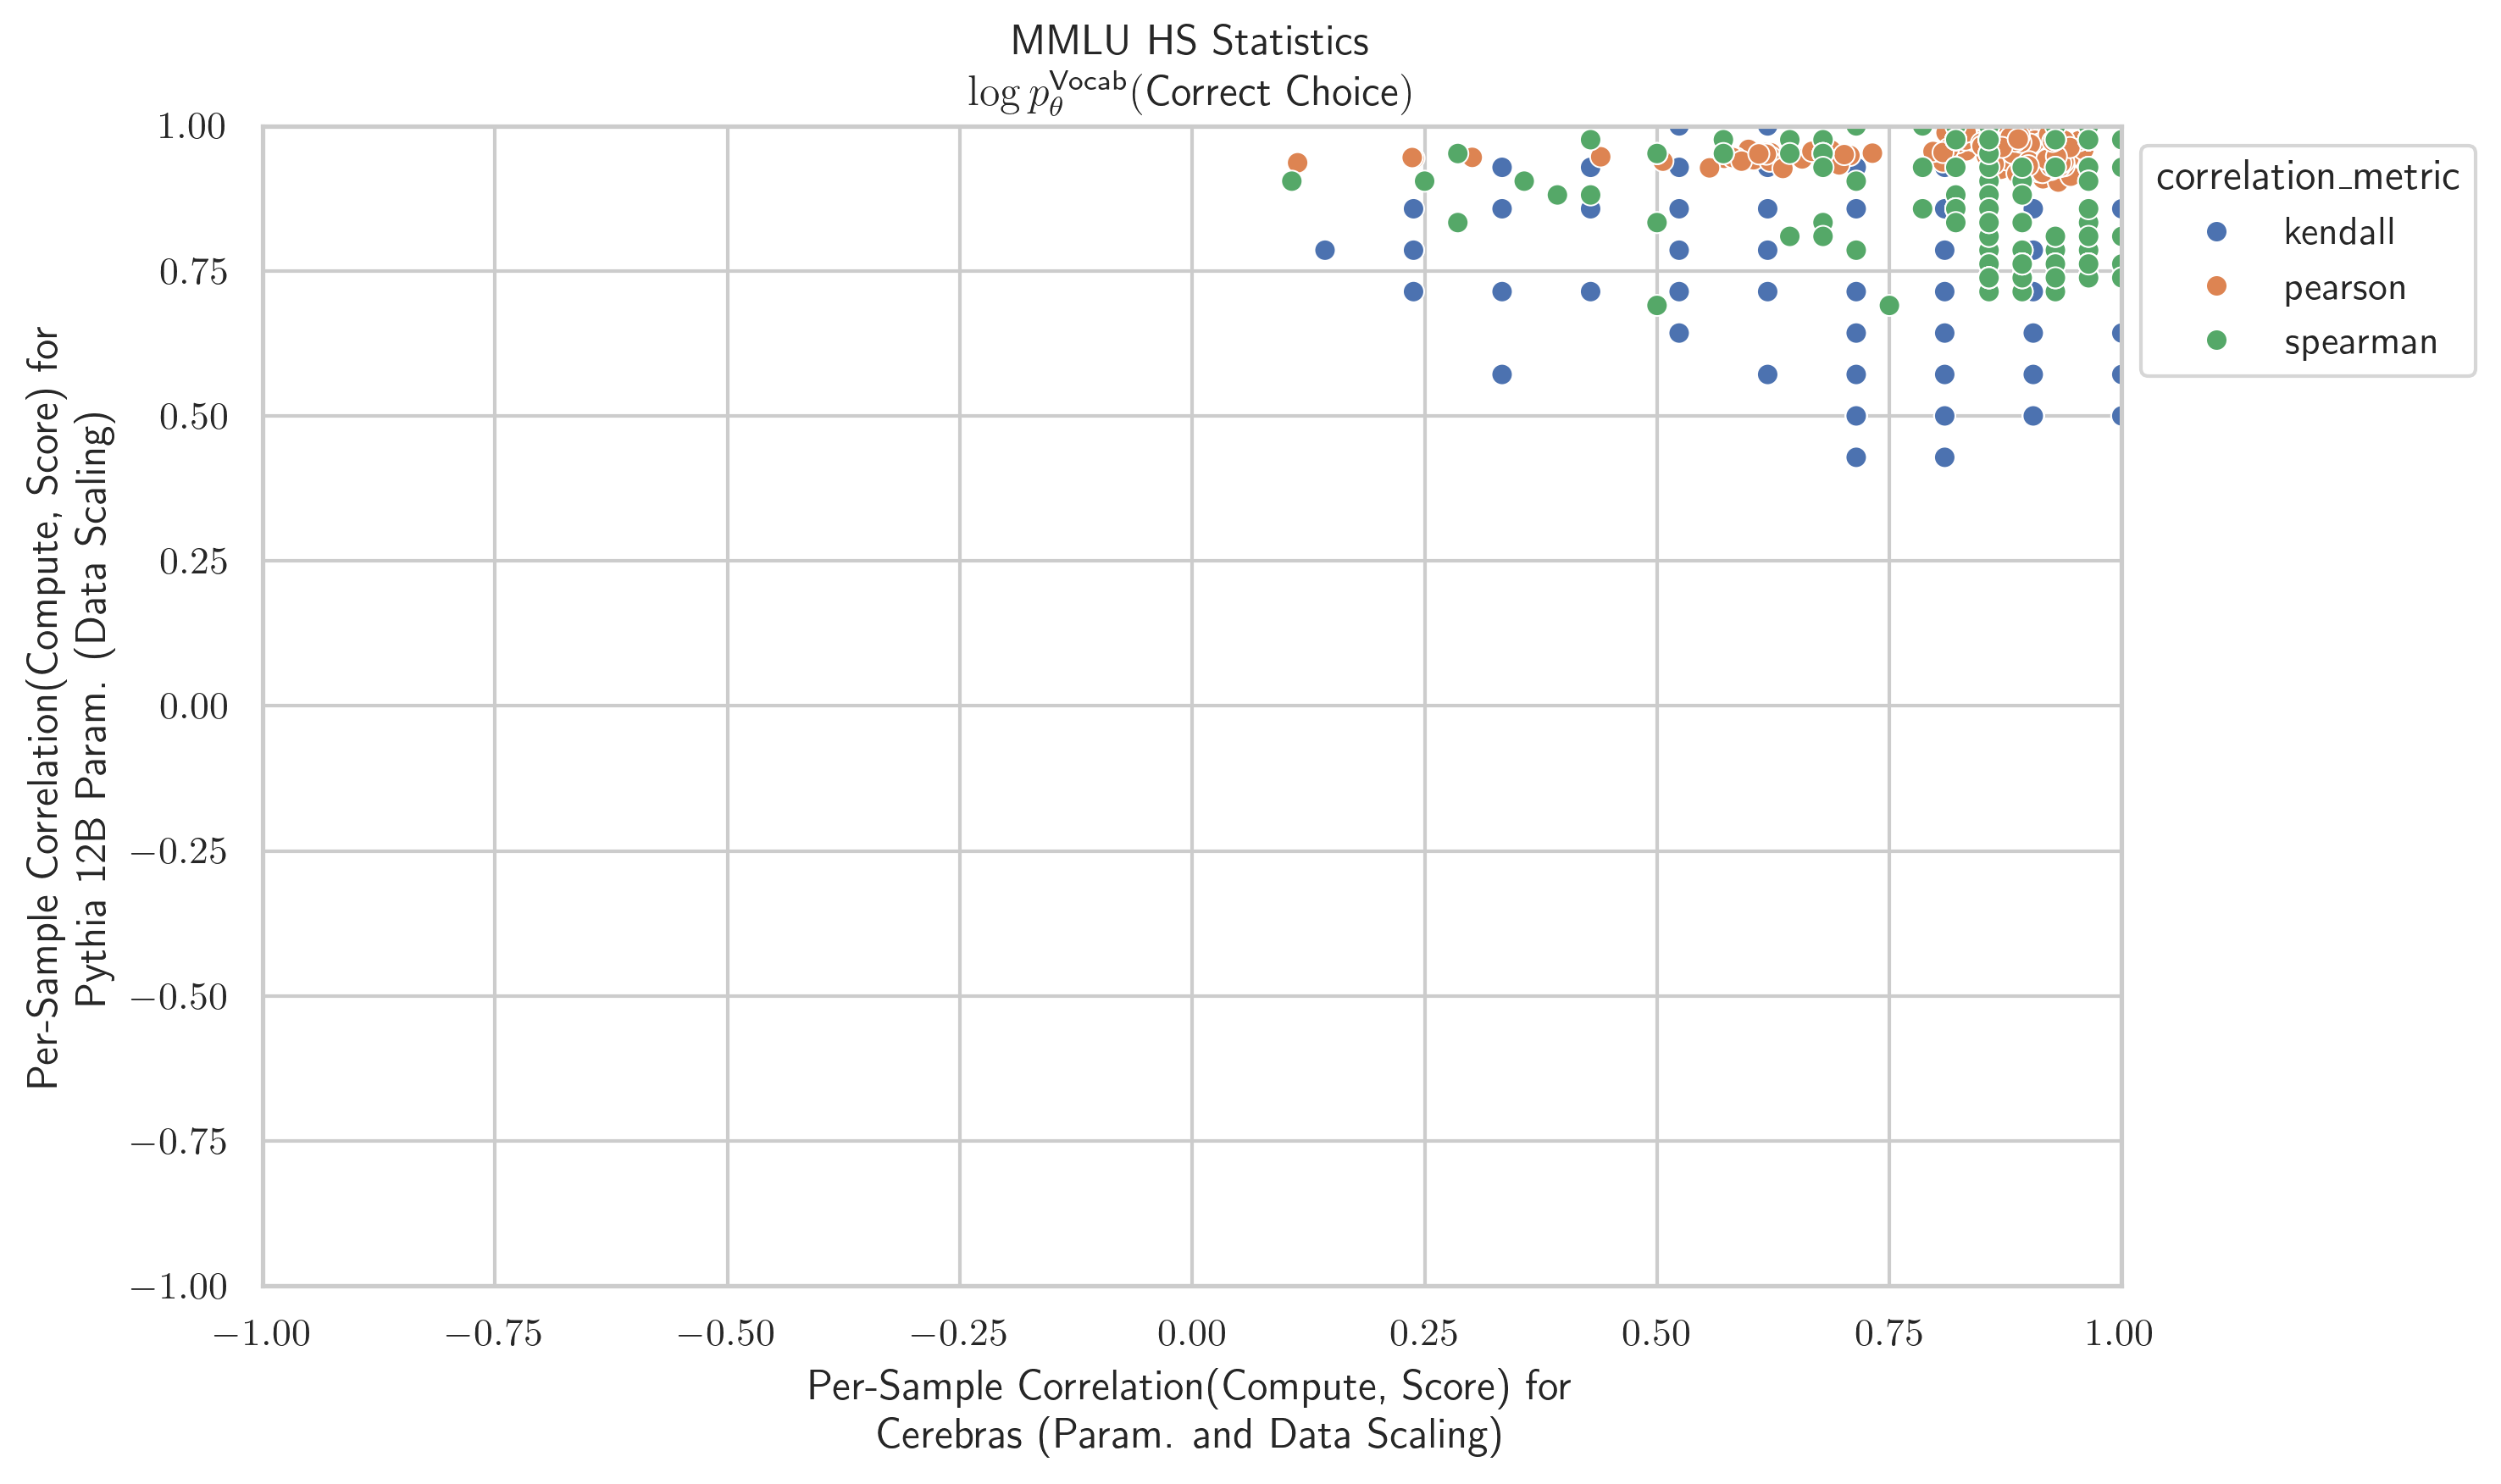 MMLU HS Statistics
log p_θ^Vocab(Correct Choice)
Per-Sample Correlation(Compute, Score) for
Pythia 12B Param. (Data Scaling)
1.00
0.75
0.50
0.25
0.00
−0.25
−0.50
−0.75
−1.00
−1.00 −0.75 −0.50 −0.25 0.00 0.25 0.50 0.75 1.00
Per-Sample Correlation(Compute, Score) for
Cerebras (Param. and Data Scaling)
correlation_metric
kendall
pearson
spearman